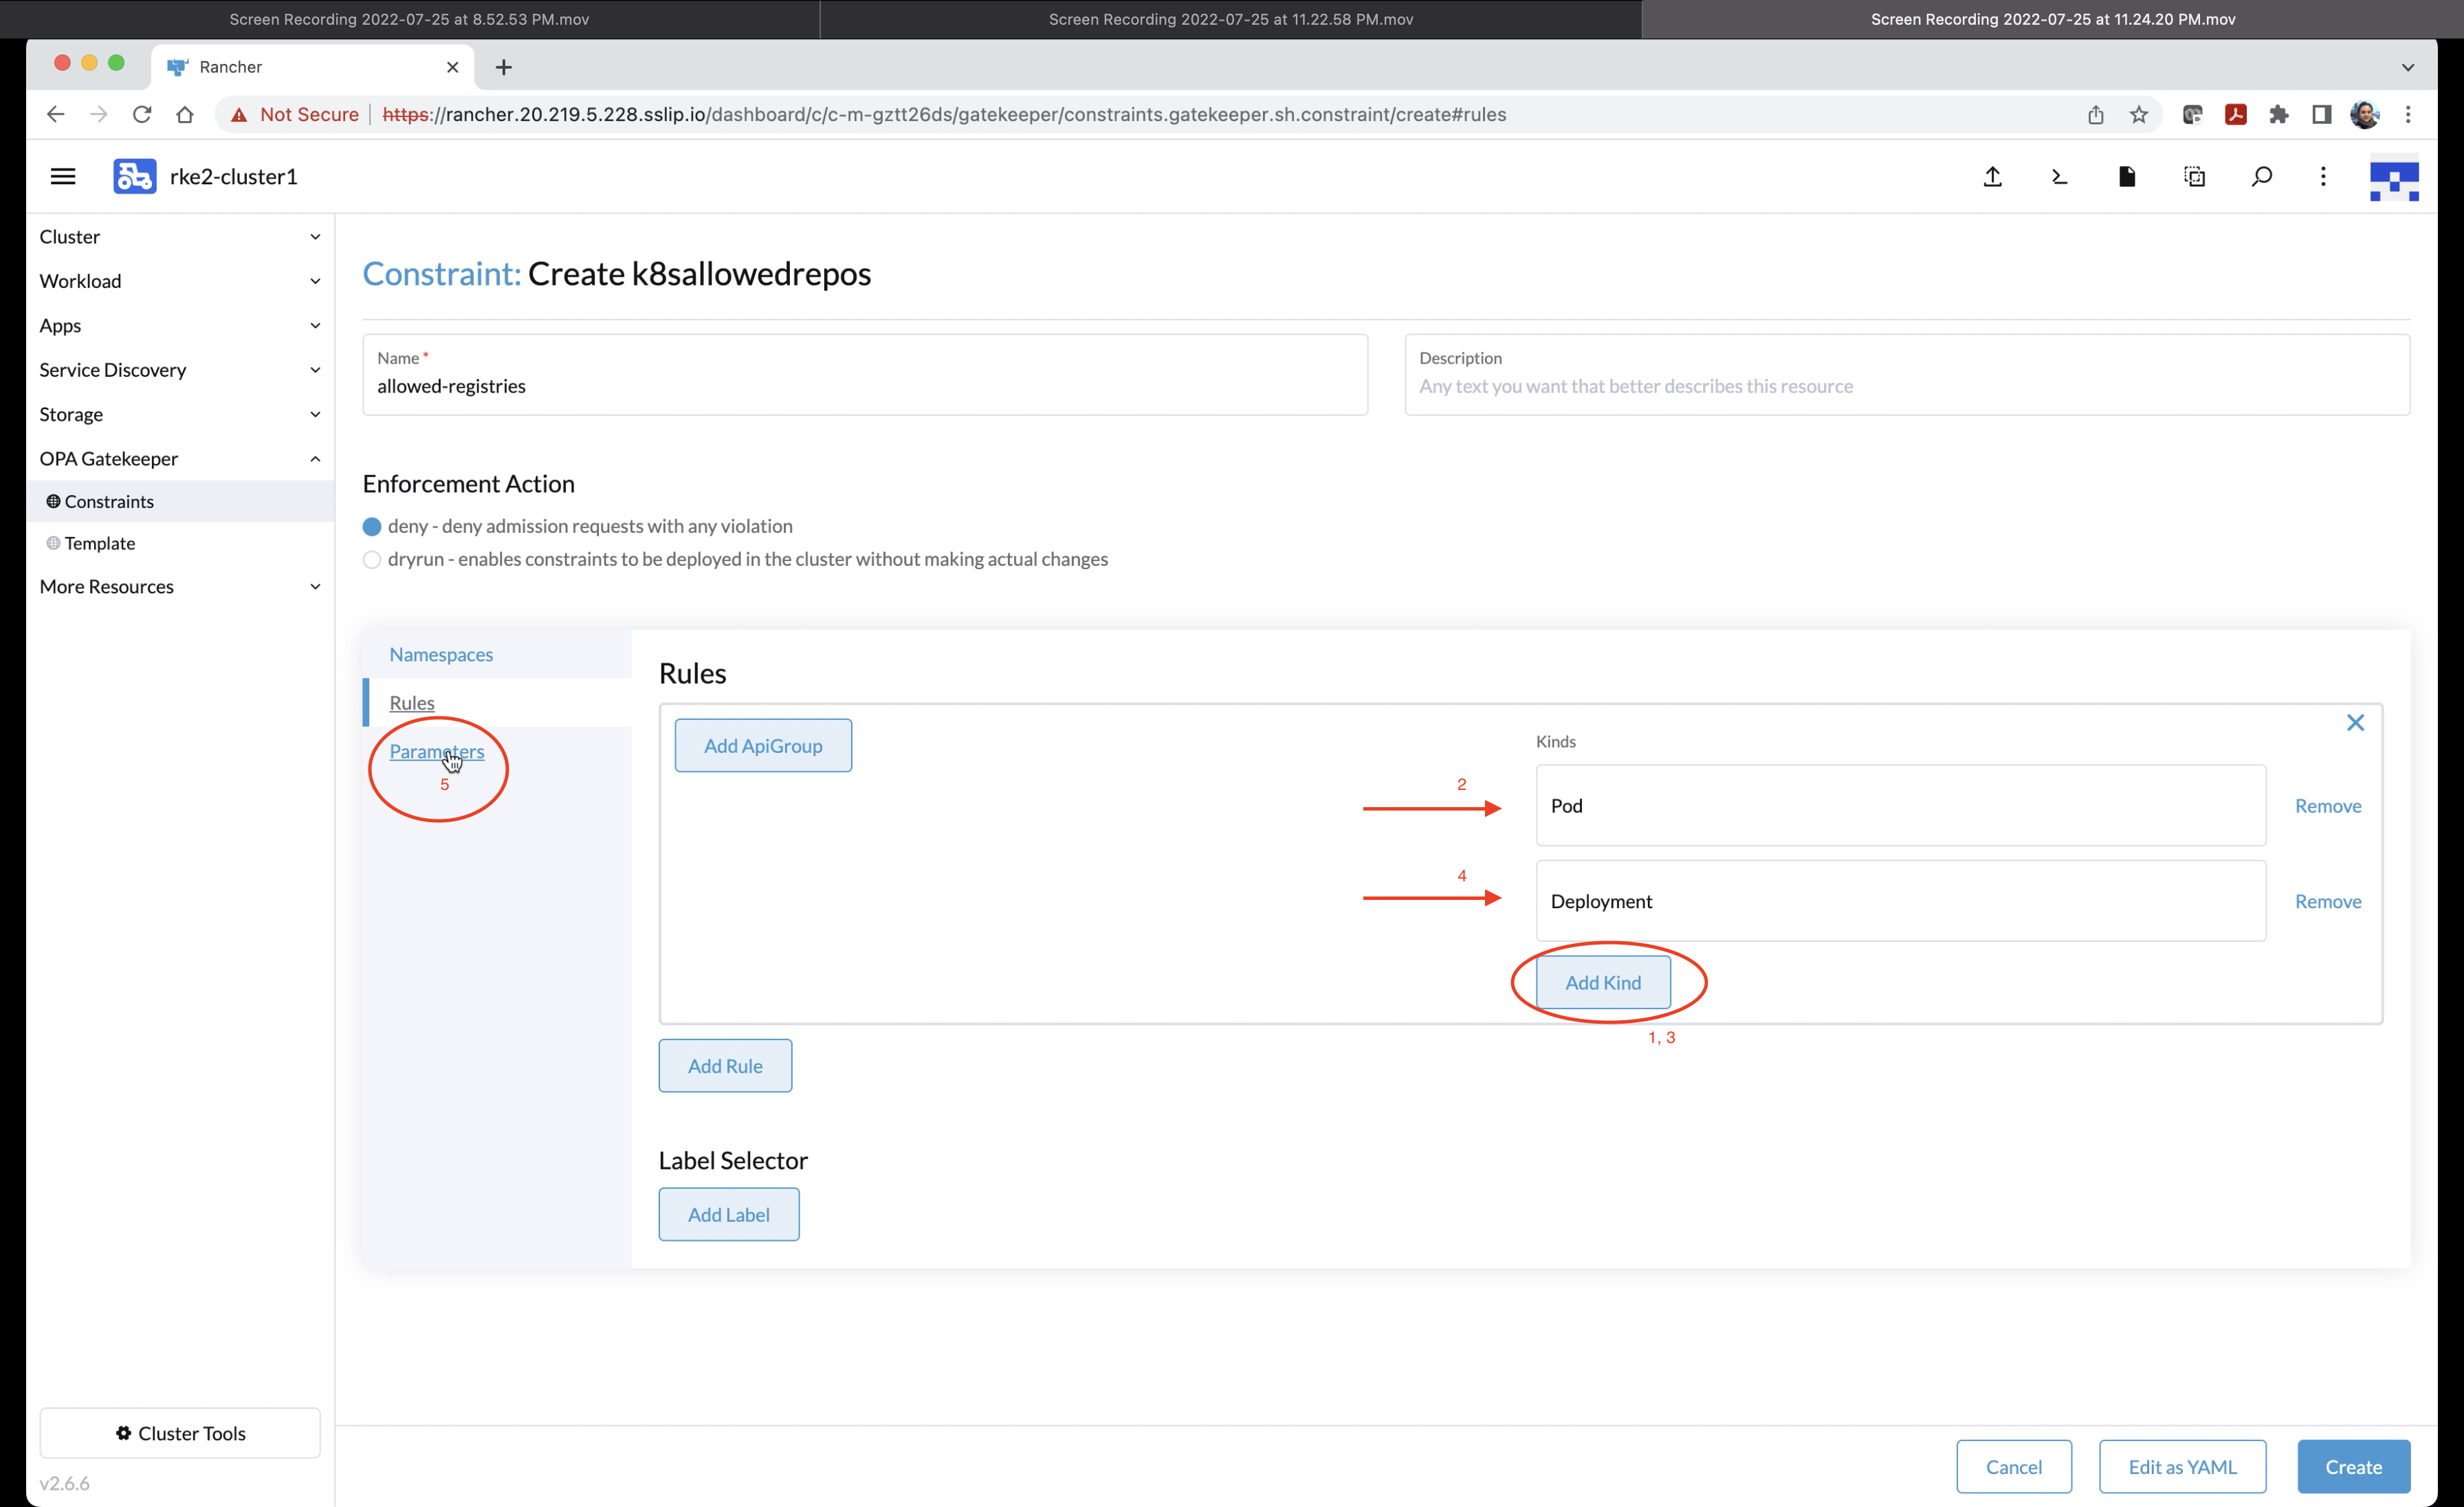 Screen Recording 2022-07-25 at 8.52.53 PM.mov
Screen Recording 2022-07-25 at 11.22.58 PM.mov
Screen Recording 2022-07-25 at 11.24.20 PM.mov
Rancher
Not Secure
https://rancher.20.219.5.228.sslip.io/dashboard/c/c-m-gztt26ds/gatekeeper/constraints.gatekeeper.sh.constraint/create#rules
rke2-cluster1
Cluster
Workload
Apps
Service Discovery
Storage
OPA Gatekeeper
Constraints
Template
More Resources
Cluster Tools
v2.6.6
Constraint: Create k8sallowedrepos
Name *
allowed-registries
Description
Any text you want that better describes this resource
Enforcement Action
deny - deny admission requests with any violation
dryrun - enables constraints to be deployed in the cluster without making actual changes
Namespaces
Rules
Parameters
5
Rules
Add ApiGroup
Kinds
2
Pod
Remove
4
Deployment
Remove
Add Kind
1, 3
Add Rule
Label Selector
Add Label
Cancel
Edit as YAML
Create